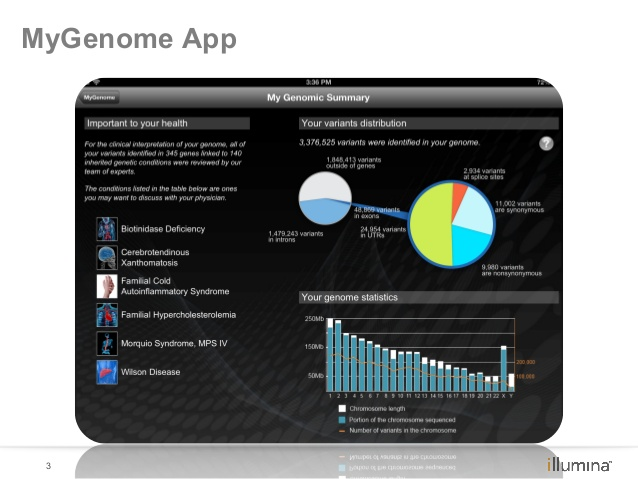 MyGenome App
3:36 PM
MyGenome
My Genomic Summary
Important to your health
For the clinical interpretation of your genome, all of
your variants identified in 345 genes linked to 140
inherited genetic conditions were reviewed by our
team of experts.
The conditions listed in the table below are ones
you may want to discuss with your physician.
Biotinidase Deficiency
Cerebrotendinous
Xanthomatosis
Familial Cold
Autoinflammatory Syndrome
Familial Hypercholesterolemia
Morquio Syndrome, MPS IV
Wilson Disease
Your variants distribution
3,376,525 variants were identified in your genome.
?
1,848,413 variants
outside of genes
2,934 variants
at splice sites
48,869 variants
in exons
11,002 variants
are synonymous
1,479,243 variants
in introns
24,954 variants
in UTRs
9,980 variants
are nonsynonymous
Your genome statistics
250Mb
150Mb
50Mb
200,000
100,000
1 2 3 4 5 6 7 8 9 10 11 12 13 14 15 16 17 18 19 20 21 22 X Y
Chromosome length
Portion of the chromosome sequenced
Number of variants in the chromosome
3
illumina